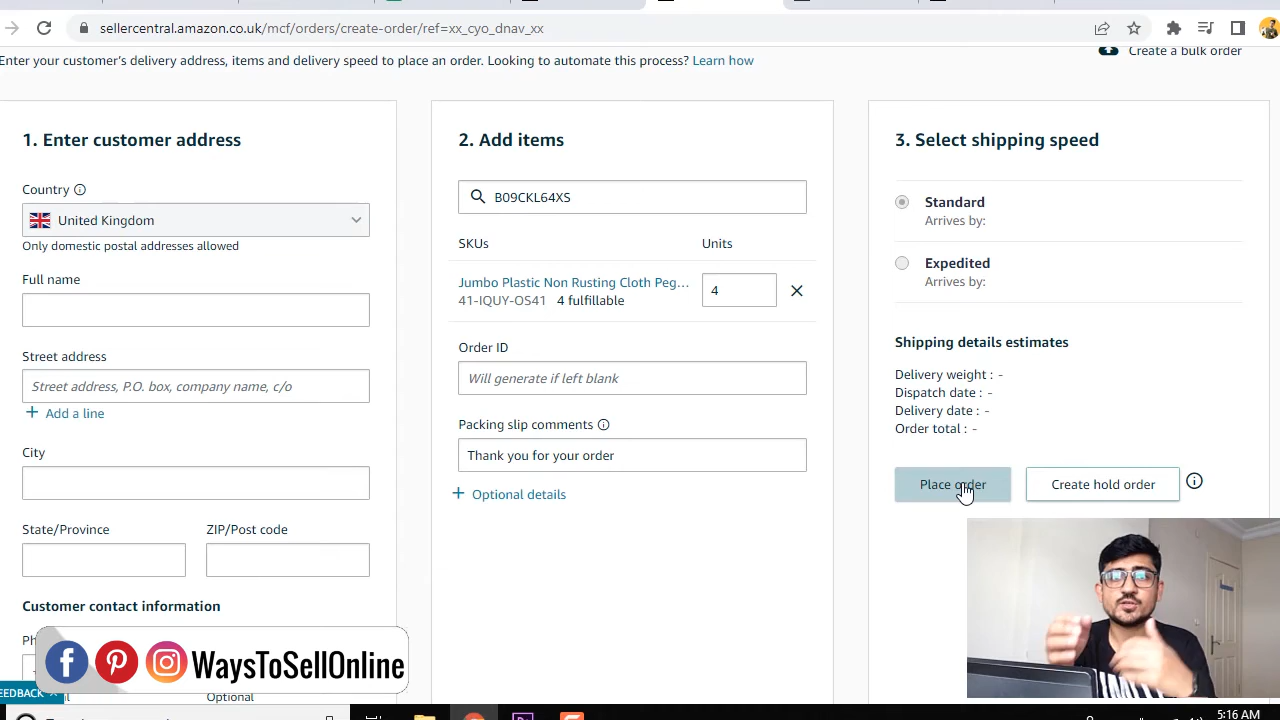 sellercentral.amazon.co.uk/mcf/orders/create-order/ref=xx_cyo_dnav_xx
Enter your customer's delivery address, items and delivery speed to place an order. Looking to automate this process? Learn how
Create a bulk order
1. Enter customer address
Country
United Kingdom
Only domestic postal addresses allowed
Full name
Street address
Street address, P.O. box, company name, c/o
+ Add a line
City
State/Province
ZIP/Post code
Customer contact information
WaysToSellOnline
EEDBACK
Optional
2. Add items
B09CKL64XS
SKUs
Units
Jumbo Plastic Non Rusting Cloth Peg...
41-IQUY-OS41 4 fulfillable
4
Order ID
Will generate if left blank
Packing slip comments
Thank you for your order
+ Optional details
3. Select shipping speed
Standard
Arrives by:
Expedited
Arrives by:
Shipping details estimates
Delivery weight : -
Dispatch date : -
Delivery date : -
Order total : -
Place order
Create hold order
5:16 AM